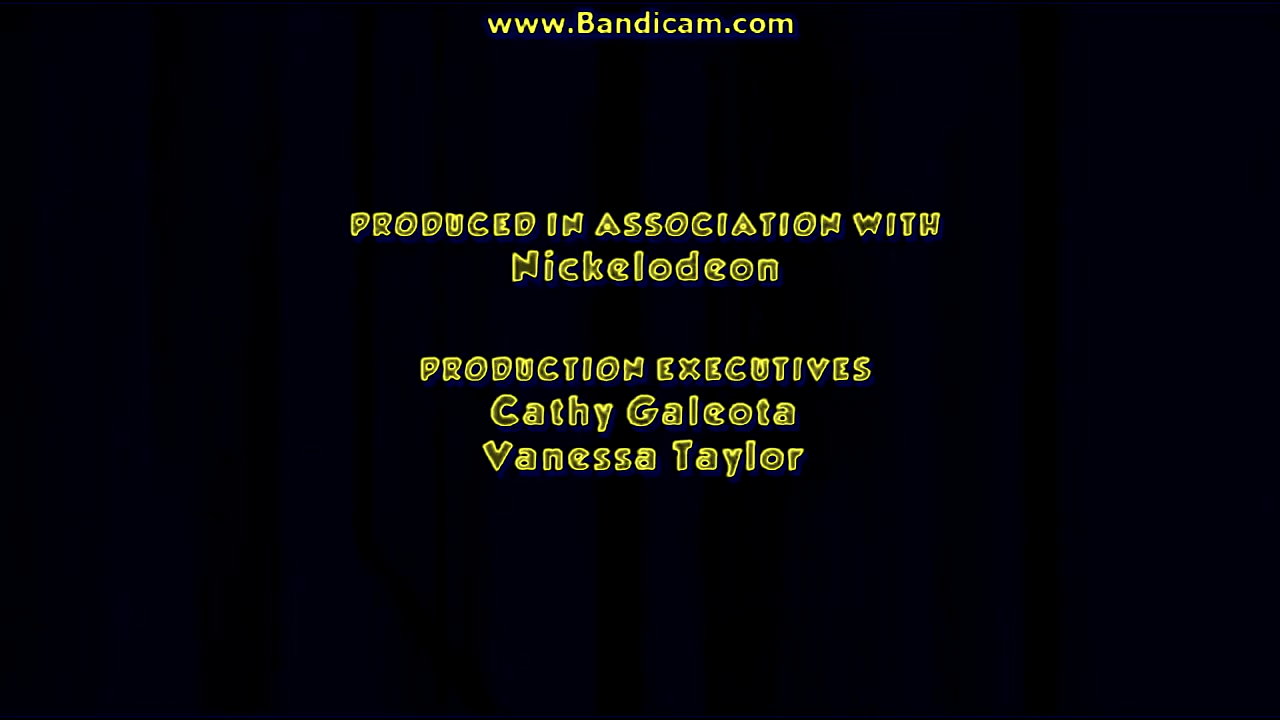 www.Bandicam.com
PRODUCED IN ASSOCIATION WITH
Nickelodeon
PRODUCTION EXECUTIVES
Cathy Galeota
Vanessa Taylor